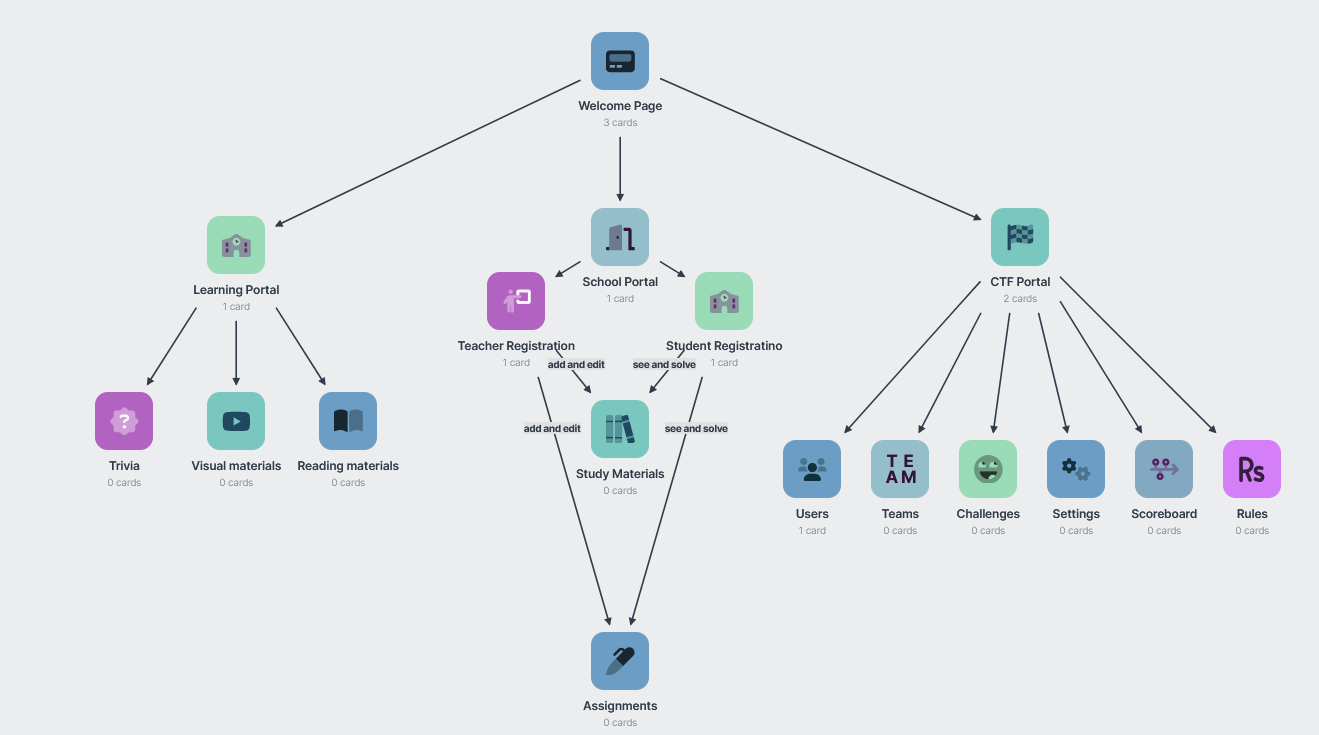 Welcome Page
3 cards
Learning Portal
1 card
School Portal
1 card
CTF Portal
2 cards
Teacher Registration
1 card
Student Registratino
1 card
add and edit
see and solve
add and edit
see and solve
Study Materials
0 cards
?
Trivia
0 cards
Visual materials
0 cards
Reading materials
0 cards
Users
1 card
TE
AM
Teams
0 cards
Challenges
0 cards
Settings
0 cards
Scoreboard
0 cards
Rs
Rules
0 cards
Assignments
0 cards